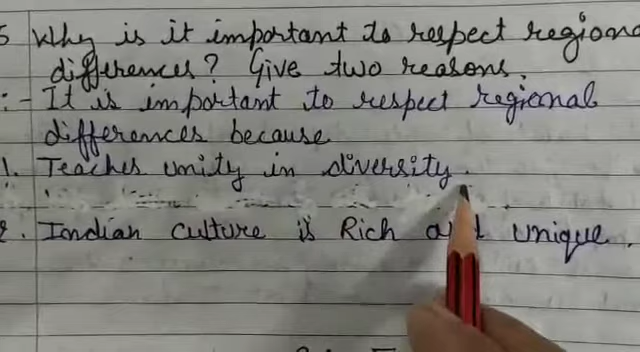 5 Why is it important to respect regiona
differences? Give two reasons.
:- It is important to respect regional
differences because
1. Teaches unity in diversity.
2. Indian culture is Rich and unique.